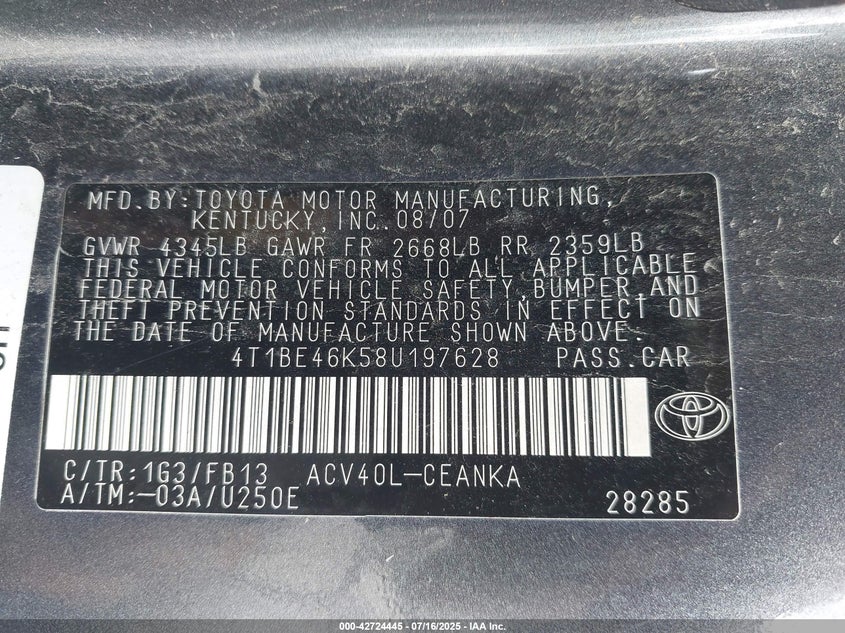 MFD.BY:TOYOTA MOTOR MANUFACTURING,
KENTUCKY,INC. 08/07
GVWR 4345LB GAWR FR 2668LB RR 2359LB
THIS VEHICLE CONFORMS TO ALL APPLICABLE
FEDERAL MOTOR VEHICLE SAFETY,BUMPER,AND
THEFT PREVENTION STANDARDS IN EFFECT ON
THE DATE OF MANUFACTURE SHOWN ABOVE.
4T1BE46K58U197628 PASS.CAR
C/TR:1G3/FB13 ACV40L-CEANKA
A/TM:-03A/U250E 28285
000-42724445 - 07/16/2025 - IAA Inc.